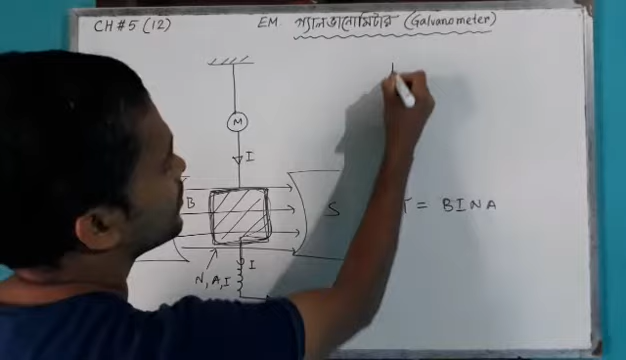 CH#5(12) EM. গ্যালভানোমিটার (Galvanometer)
M
I
B
S
= BINA
I
N, A, I